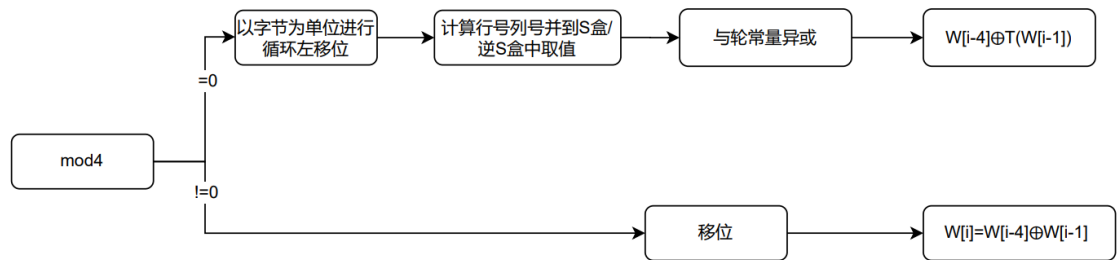 以字节为单位进行
循环左移位
计算行号列号并到S盒/
逆S盒中取值
与轮常量异或
W[i-4]⊕T(W[i-1])
=0
mod4
!=0
移位
W[i]=W[i-4]⊕W[i-1]